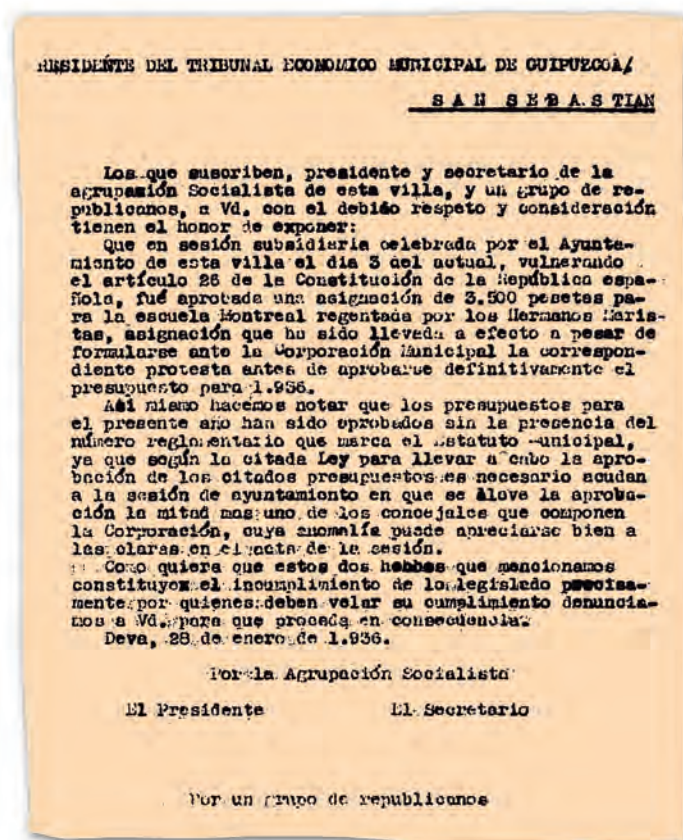 RESIDENTE DEL TRIBUNAL ECONOMICO MUNICIPAL DE GUIPUZCOA/
S A N S E B A.S TIAN
Los que suscriben, presidente y secretario de la
agrupasión Socialista de esta villa, y un grupo de re-
publicanos, a Vd. con el debido respeto y consideración
tienen el honor de exponer:
Que en sesión subsidiaria celebrada por el Ayunta-
miento de esta villa el dia 3 del actual, vulnerando
el artículo 26 de la Constitución de la República espa-
ñola, fué aprobada una asignación de 3.500 pesetas pa-
ra la escuela Montreal regentada por los Hermanos Maris-
tas, asignación que ha sido llevada a efecto a pesar de
formularse ante la Corporación Municipal la correspon-
diente protesta antes de aprobarse definitivamente el
presupuesto para 1.936.
Asi mismo hacemos notar que los presupuestos para
el presente año han sido aprobados sin la presencia del
número reglamentario que marca el Estatuto Municipal,
ya que según la citada Ley para llevar a cabo la apro-
bación de los citados presupuestos es necesario acudan
a la sesión de ayuntamiento en que se lleve la aproba-
ción la mitad mas uno de los concejales que componen
la Corporación, cuya anomalía puede apreciarse bien a
las claras en el acta de la sesión.
Como quiera que estos dos hebhos que mencionamos
constituyen el incumplimiento de lo legislado precisa-
mente por quienes deben velar su cumplimiento denuncia-
mos a Vd. para que proceda en consecuencia.
Deva, 28 de enero de 1.936.
Por la Agrupación Socialista
El Presidente El Secretario
Por un grupo de republicanos